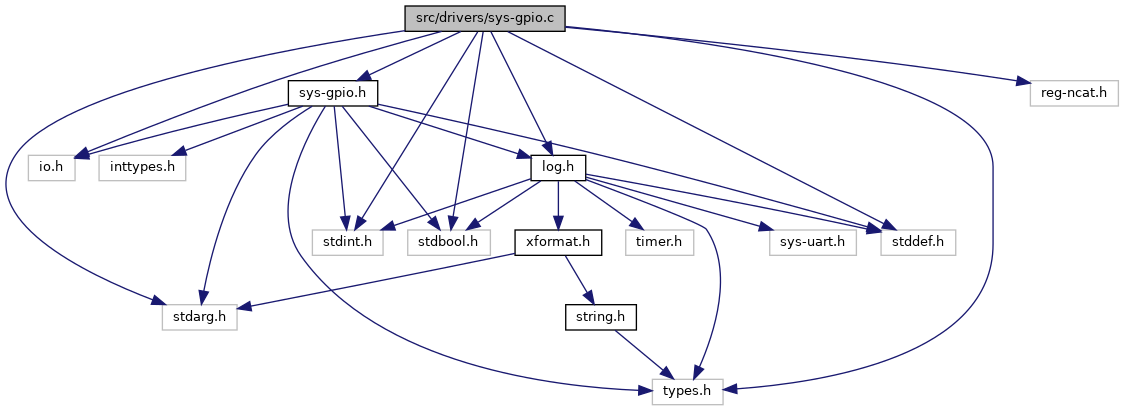 src/drivers/sys-gpio.c
sys-gpio.h
reg-ncat.h
io.h
inttypes.h
log.h
stdint.h
stdbool.h
xformat.h
timer.h
sys-uart.h
stddef.h
stdarg.h
string.h
types.h